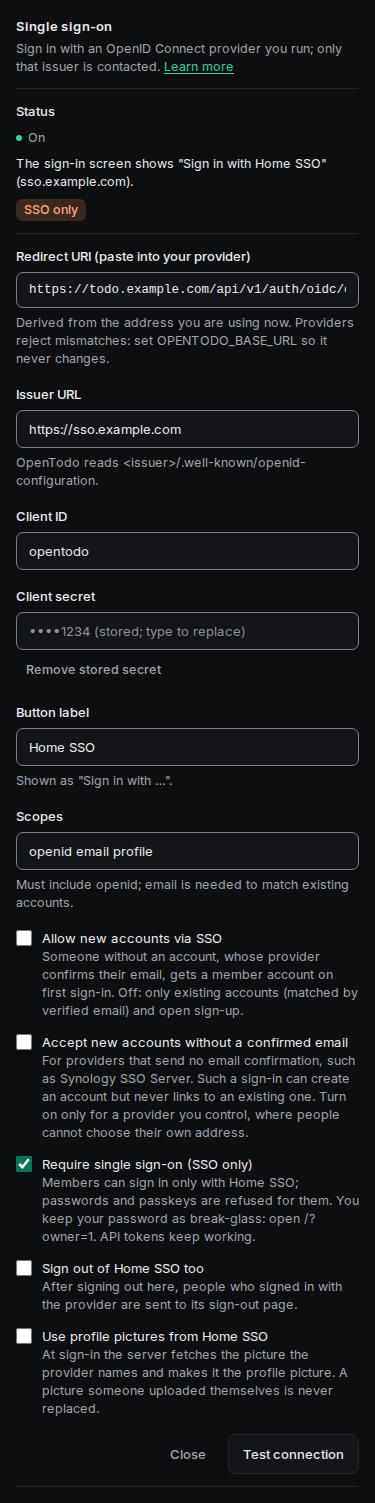 Single sign-on
Sign in with an OpenID Connect provider you run; only
that issuer is contacted. Learn more
Status
On
The sign-in screen shows "Sign in with Home SSO"
(sso.example.com).
SSO only
Redirect URI (paste into your provider)
https://todo.example.com/api/v1/auth/oidc/
Derived from the address you are using now. Providers
reject mismatches: set OPENTODO_BASE_URL so it
never changes.
Issuer URL
https://sso.example.com
OpenTodo reads <issuer>/.well-known/openid-
configuration.
Client ID
opentodo
Client secret
••••1234 (stored; type to replace)
Remove stored secret
Button label
Home SSO
Shown as "Sign in with ...".
Scopes
openid email profile
Must include openid; email is needed to match existing
accounts.
Allow new accounts via SSO
Someone without an account, whose provider
confirms their email, gets a member account on
first sign-in. Off: only existing accounts (matched by
verified email) and open sign-up.
Accept new accounts without a confirmed email
For providers that send no email confirmation, such
as Synology SSO Server. Such a sign-in can create
an account but never links to an existing one. Turn
on only for a provider you control, where people
cannot choose their own address.
Require single sign-on (SSO only)
Members can sign in only with Home SSO;
passwords and passkeys are refused for them. You
keep your password as break-glass: open /?
owner=1. API tokens keep working.
Sign out of Home SSO too
After signing out here, people who signed in with
the provider are sent to its sign-out page.
Use profile pictures from Home SSO
At sign-in the server fetches the picture the
provider names and makes it the profile picture. A
picture someone uploaded themselves is never
replaced.
Close
Test connection